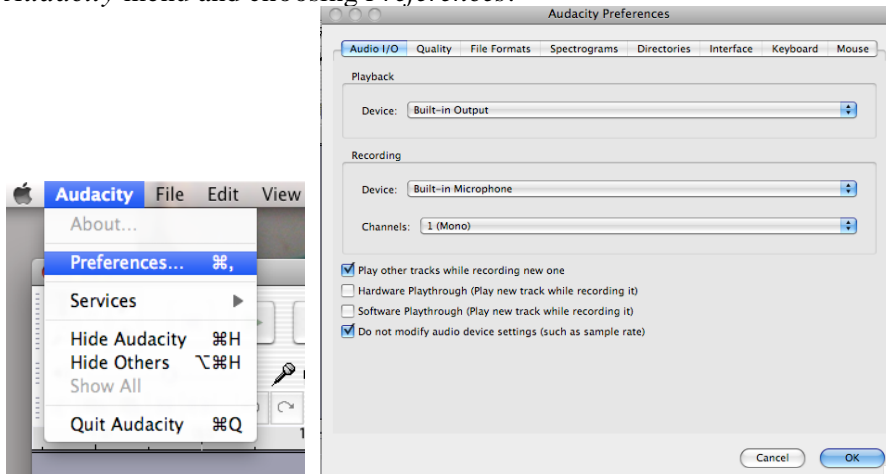 Audacity menu and choosing Preferences.
Audacity File Edit View
About...
Preferences... ⌘,
Services
Hide Audacity ⌘H
Hide Others ⌥⌘H
Show All
Quit Audacity ⌘Q
Audacity Preferences
Audio I/O Quality File Formats Spectrograms Directories Interface Keyboard Mouse
Playback
Device: Built-in Output
Recording
Device: Built-in Microphone
Channels: 1 (Mono)
Play other tracks while recording new one
Hardware Playthrough (Play new track while recording it)
Software Playthrough (Play new track while recording it)
Do not modify audio device settings (such as sample rate)
Cancel OK